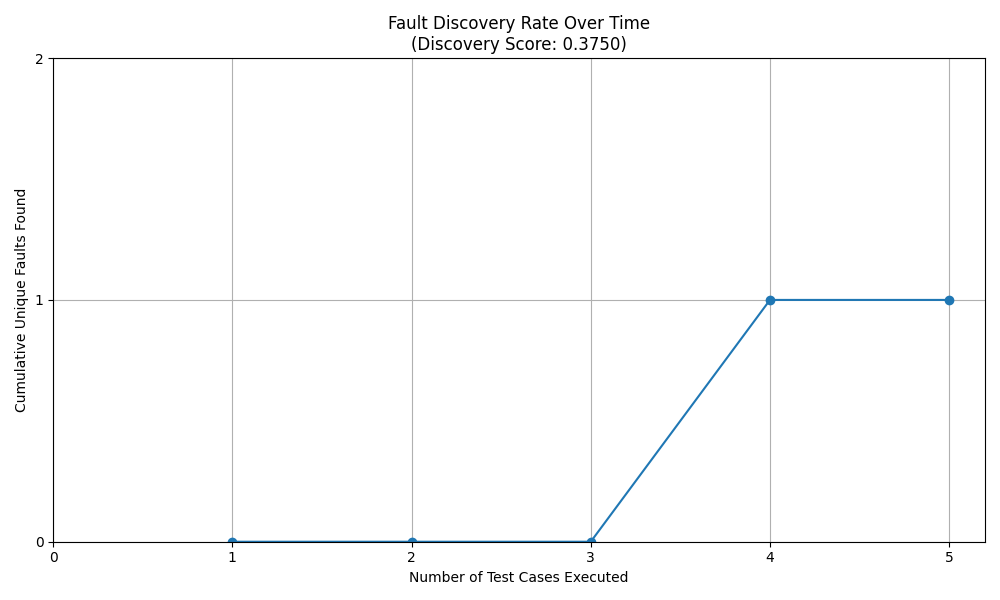 Fault Discovery Rate Over Time
(Discovery Score: 0.3750)
2
1
0
Cumulative Unique Faults Found
0 1 2 3 4 5
Number of Test Cases Executed